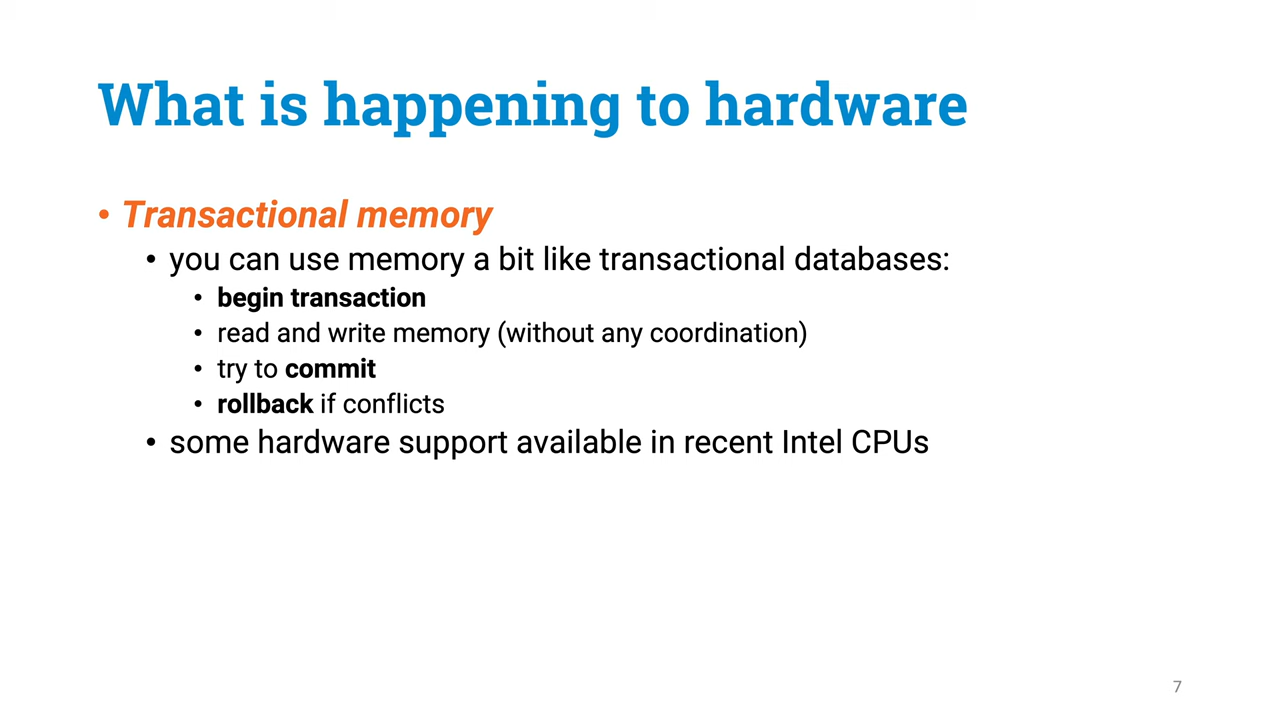 What is happening to hardware
• Transactional memory
• you can use memory a bit like transactional databases:
• begin transaction
• read and write memory (without any coordination)
• try to commit
• rollback if conflicts
• some hardware support available in recent Intel CPUs
7